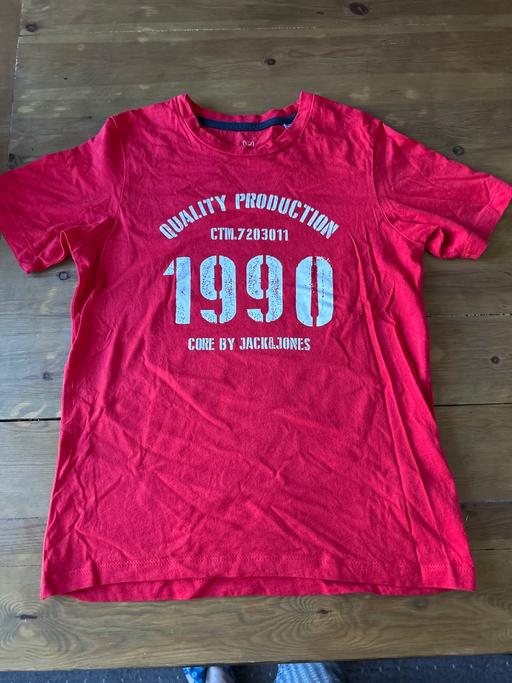 QUALITY PRODUCTION
CTM.7203011
1990
CORE BY JACK&JONES